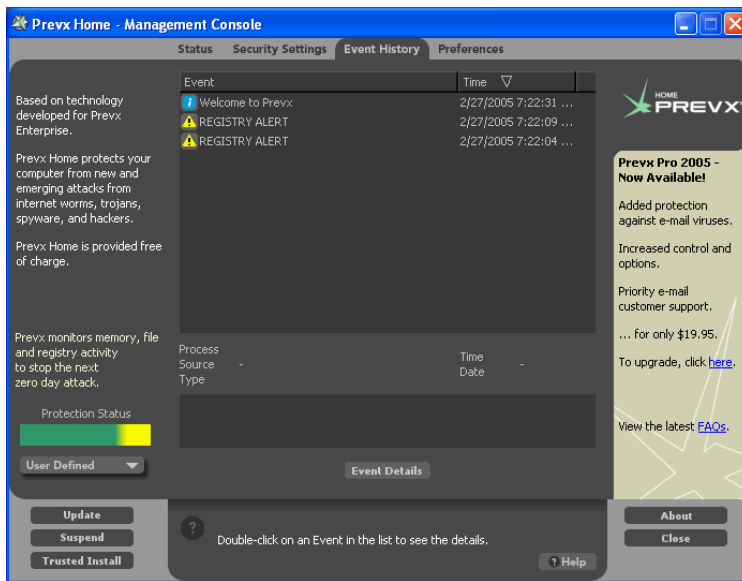 Prevx Home - Management Console
Status Security Settings Event History Preferences
Based on technology
developed for Prevx
Enterprise.
Prevx Home protects your
computer from new and
emerging attacks from
internet worms, trojans,
spyware, and hackers.
Prevx Home is provided free
of charge.
Prevx monitors memory, file
and registry activity
to stop the next
zero day attack.
Protection Status
User Defined
Update
Suspend
Trusted Install
Event Time
Welcome to Prevx 2/27/2005 7:22:31 ...
REGISTRY ALERT 2/27/2005 7:22:09 ...
REGISTRY ALERT 2/27/2005 7:22:04 ...
Process
Source -
Type
Time
Date -
Event Details
? Double-click on an Event in the list to see the details.
? Help
HOME
PREVX
Prevx Pro 2005 -
Now Available!
Added protection
against e-mail viruses.
Increased control and
options.
Priority e-mail
customer support.
... for only $19.95.
To upgrade, click here.
View the latest FAQs.
About
Close